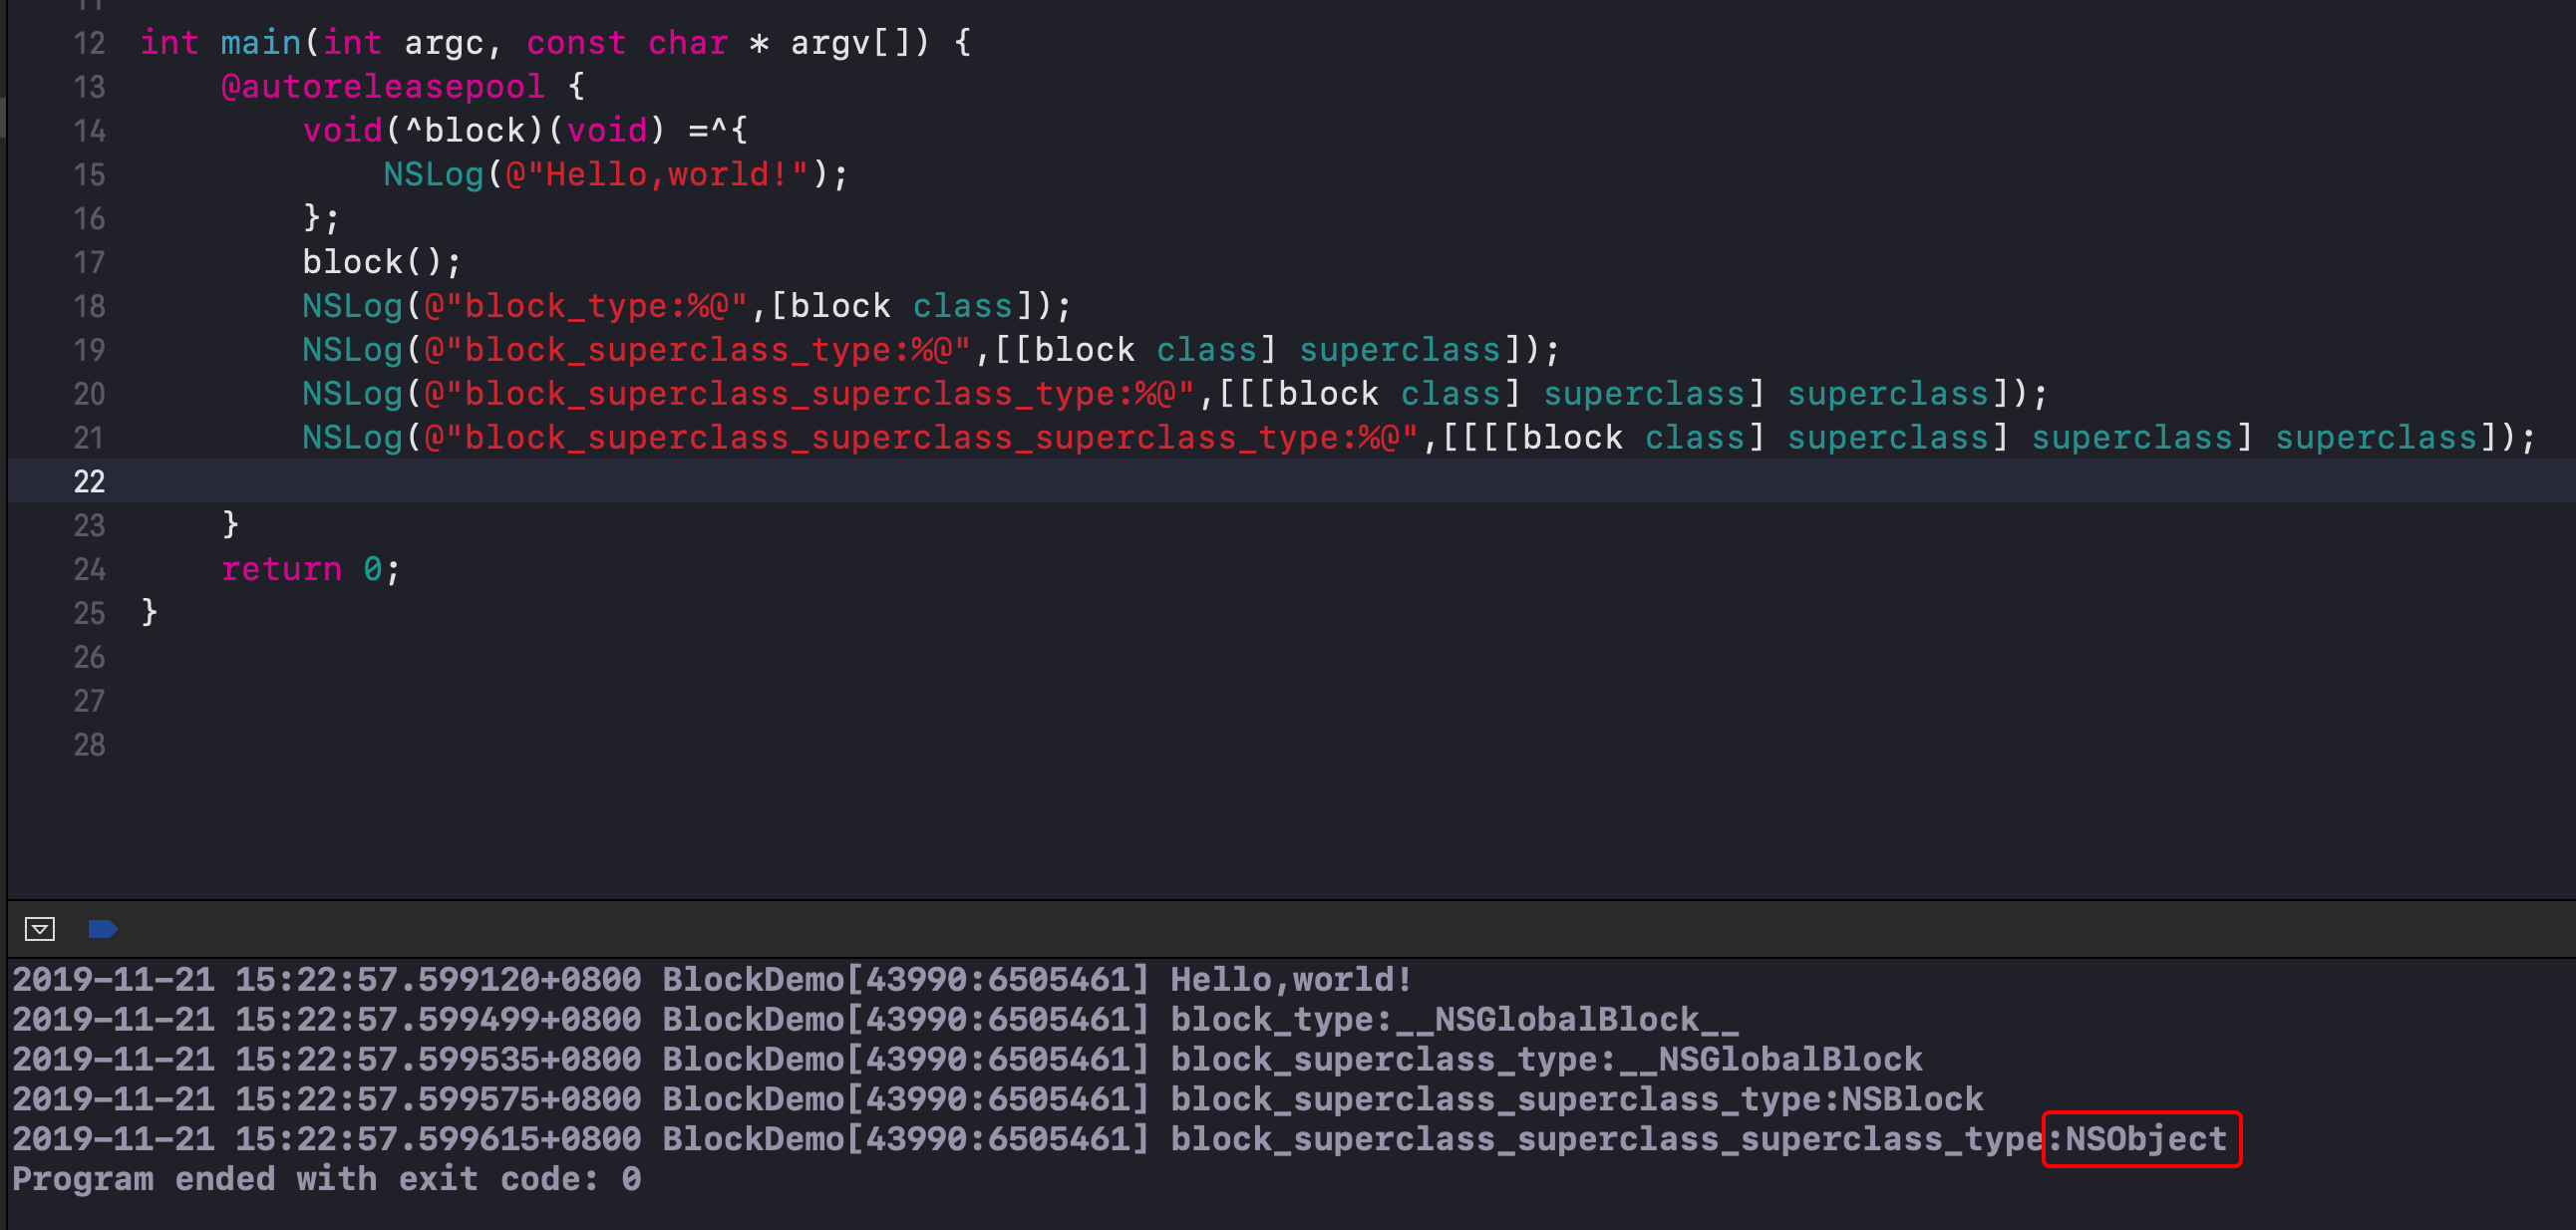 11
12 int main(int argc, const char * argv[]) {
13 @autoreleasepool {
14 void(^block)(void) =^{
15 NSLog(@"Hello,world!");
16 };
17 block();
18 NSLog(@"block_type:%@",[block class]);
19 NSLog(@"block_superclass_type:%@",[[block class] superclass]);
20 NSLog(@"block_superclass_superclass_type:%@",[[[block class] superclass] superclass]);
21 NSLog(@"block_superclass_superclass_superclass_type:%@",[[[[block class] superclass] superclass] superclass]);
22
23 }
24 return 0;
25 }
26
27
28
2019-11-21 15:22:57.599120+0800 BlockDemo[43990:6505461] Hello,world!
2019-11-21 15:22:57.599499+0800 BlockDemo[43990:6505461] block_type:__NSGlobalBlock__
2019-11-21 15:22:57.599535+0800 BlockDemo[43990:6505461] block_superclass_type:__NSGlobalBlock
2019-11-21 15:22:57.599575+0800 BlockDemo[43990:6505461] block_superclass_superclass_type:NSBlock
2019-11-21 15:22:57.599615+0800 BlockDemo[43990:6505461] block_superclass_superclass_superclass_type:NSObject
Program ended with exit code: 0